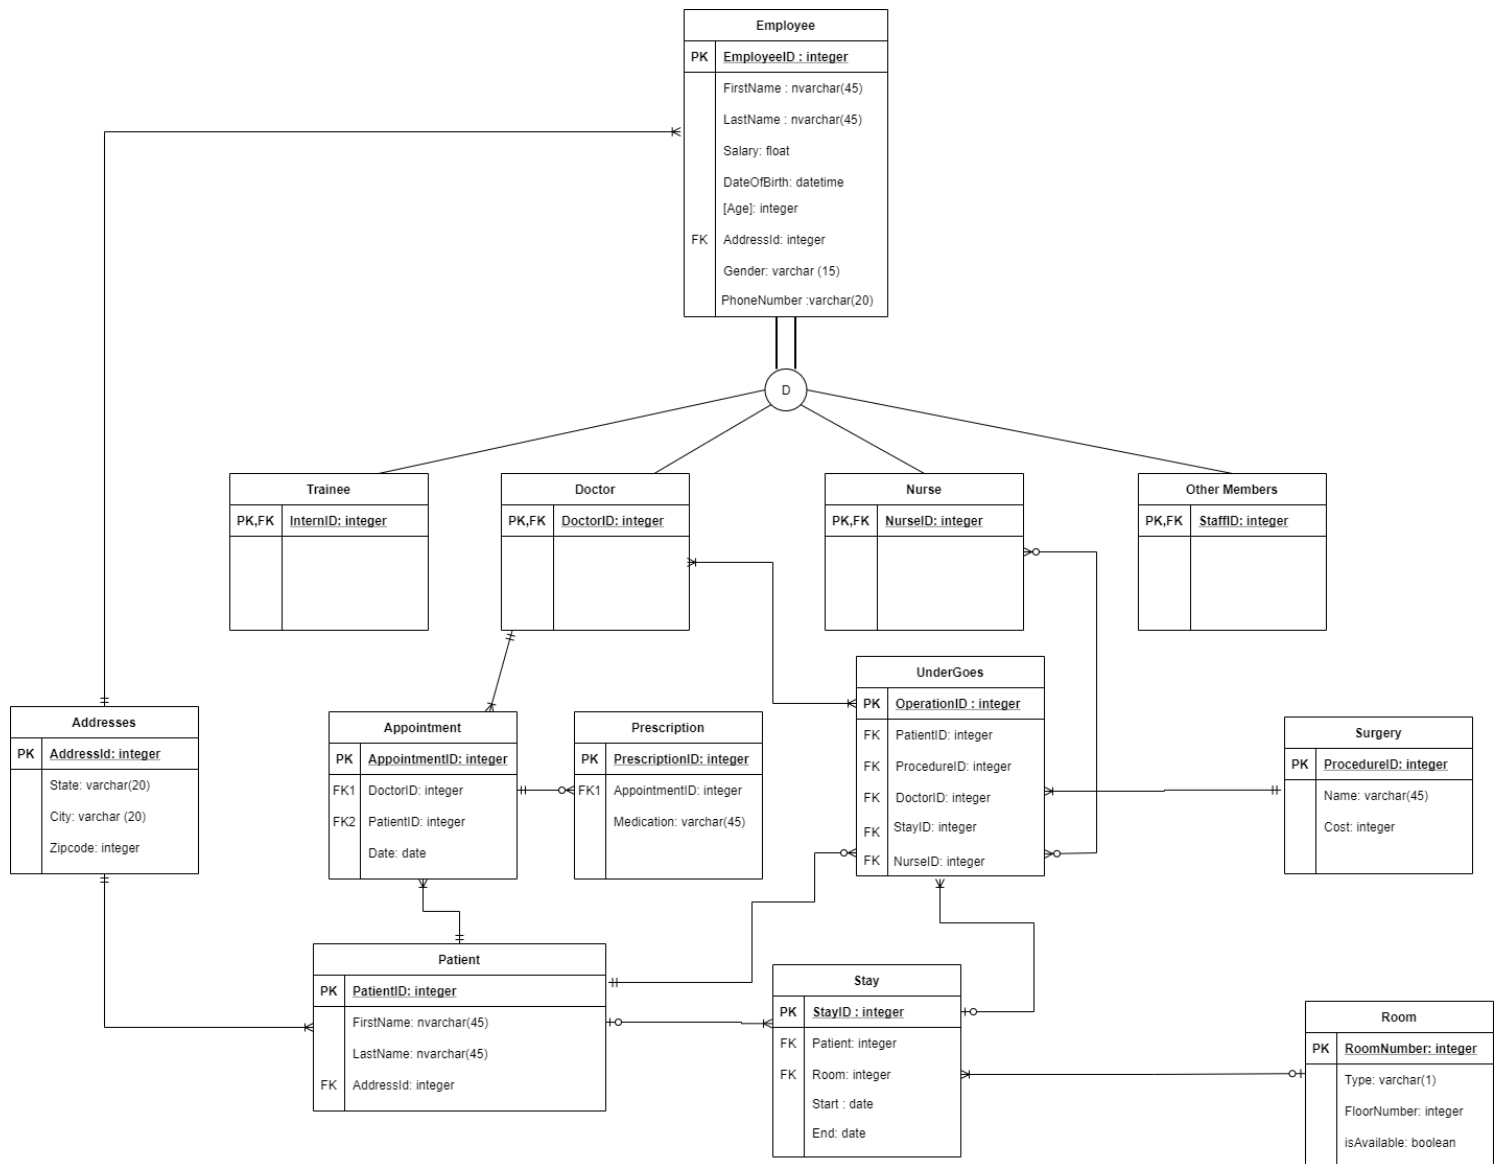 Employee
PK EmployeeID : integer
FirstName : nvarchar(45)
LastName : nvarchar(45)
Salary: float
DateOfBirth: datetime
[Age]: integer
FK AddressId: integer
Gender: varchar (15)
PhoneNumber :varchar(20)
D
Trainee
PK,FK InternID: integer
Doctor
PK,FK DoctorID: integer
Nurse
PK,FK NurseID: integer
Other Members
PK,FK StaffID: integer
Addresses
PK AddressId: integer
State: varchar(20)
City: varchar (20)
Zipcode: integer
Appointment
PK AppointmentID: integer
FK1 DoctorID: integer
FK2 PatientID: integer
Date: date
Prescription
PK PrescriptionID: integer
FK1 AppointmentID: integer
Medication: varchar(45)
UnderGoes
PK OperationID : integer
FK PatientID: integer
FK ProcedureID: integer
FK DoctorID: integer
FK StayID: integer
FK NurseID: integer
Surgery
PK ProcedureID: integer
Name: varchar(45)
Cost: integer
Patient
PK PatientID: integer
FirstName: nvarchar(45)
LastName: nvarchar(45)
FK AddressId: integer
Stay
PK StayID : integer
FK Patient: integer
FK Room: integer
Start : date
End: date
Room
PK RoomNumber: integer
Type: varchar(1)
FloorNumber: integer
isAvailable: boolean